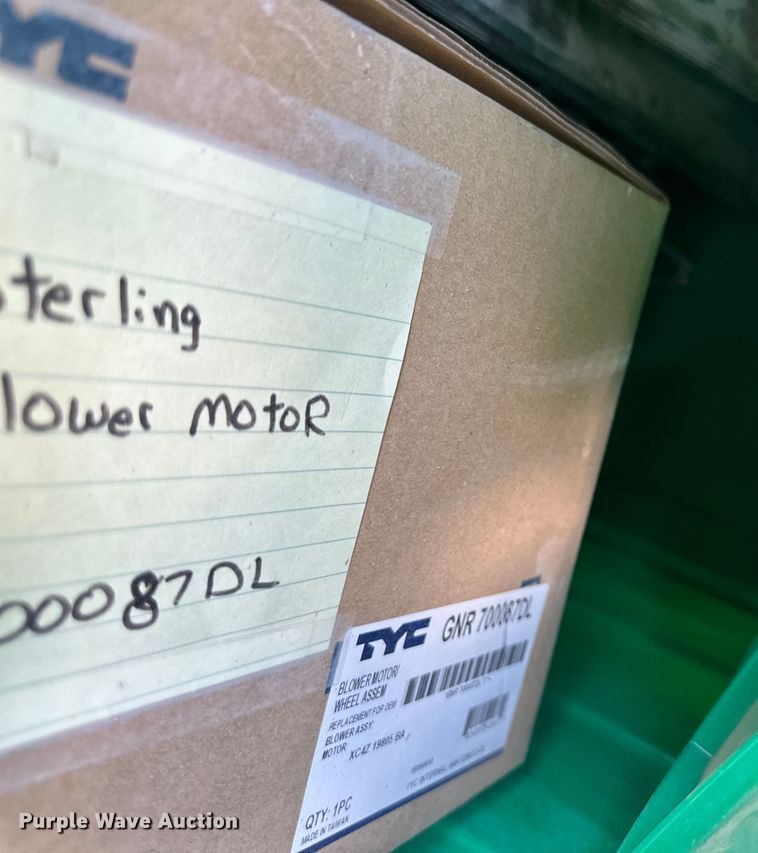 TYC
terling
lower motoR
00087DL
TYC GNR 700087DL
BLOWER MOTOR/
WHEEL ASSEM
REPLACEMENT FOR OEM
BLOWER ASSY:
MOTOR XC4Z 19805 BA
QTY: 1PC
MADE IN TAIWAN
Purple Wave Auction